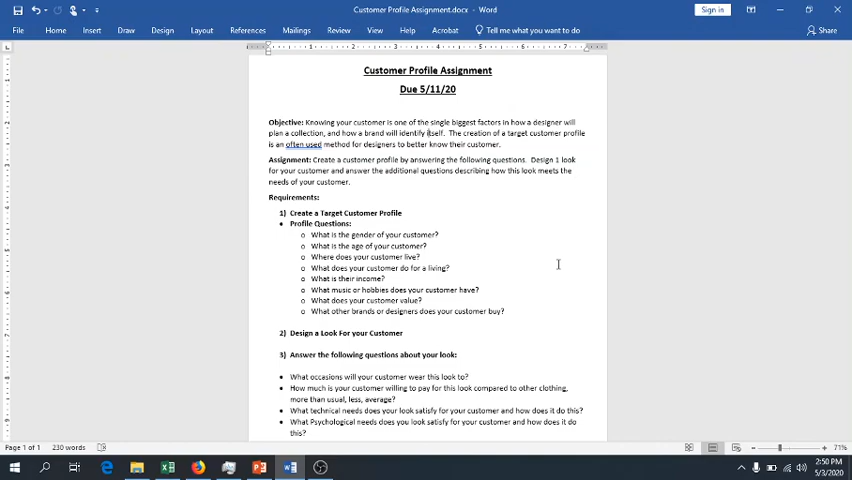 Customer Profile Assignment.docx - Word
Sign in
File Home Insert Draw Design Layout References Mailings Review View Help Acrobat Tell me what you want to do Share
1 2 3 4 5 6 7
Customer Profile Assignment
Due 5/11/20
Objective: Knowing your customer is one of the single biggest factors in how a designer will
plan a collection, and how a brand will identify itself. The creation of a target customer profile
is an often used method for designers to better know their customer.
Assignment: Create a customer profile by answering the following questions. Design 1 look
for your customer and answer the additional questions describing how this look meets the
needs of your customer.
Requirements:
1) Create a Target Customer Profile
• Profile Questions:
o What is the gender of your customer?
o What is the age of your customer?
o Where does your customer live?
o What does your customer do for a living?
o What is their income?
o What music or hobbies does your customer have?
o What does your customer value?
o What other brands or designers does your customer buy?
2) Design a Look For your Customer
3) Answer the following questions about your look:
• What occasions will your customer wear this look to?
• How much is your customer willing to pay for this look compared to other clothing,
more than usual, less, average?
• What technical needs does your look satisfy for your customer and how does it do this?
• What Psychological needs does you look satisfy for your customer and how does it do
this?
Page 1 of 1 230 words 71%
2:50 PM
5/3/2020